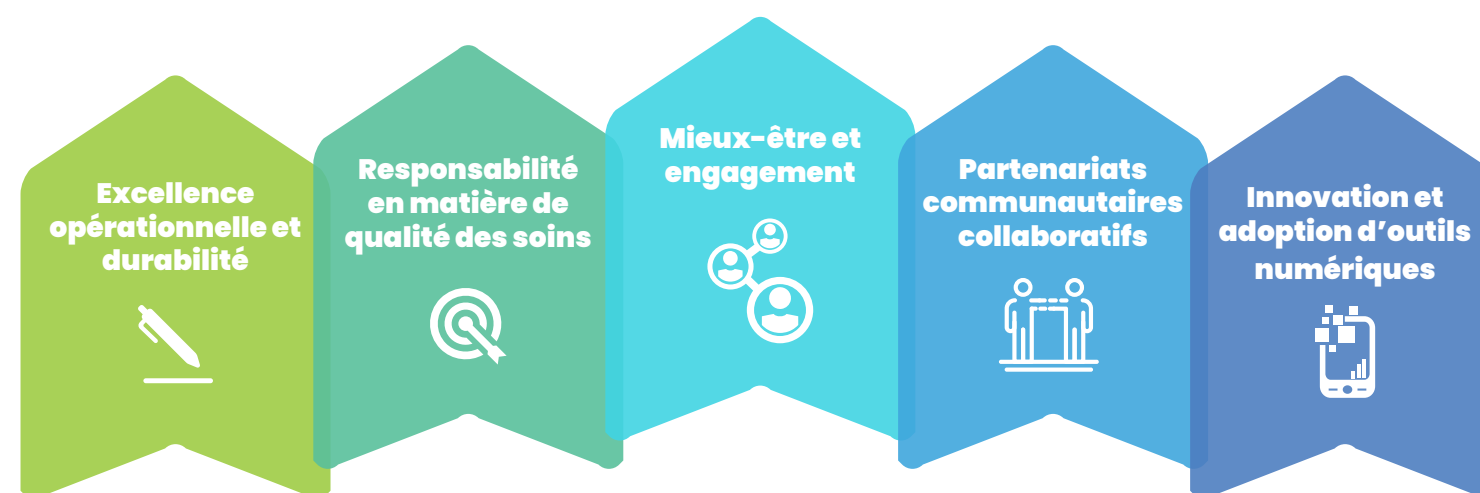 Excellence
opérationnelle et
durabilité
Responsabilité
en matière de
qualité des soins
Mieux-être et
engagement
Partenariats
communautaires
collaboratifs
Innovation et
adoption d’outils
numériques